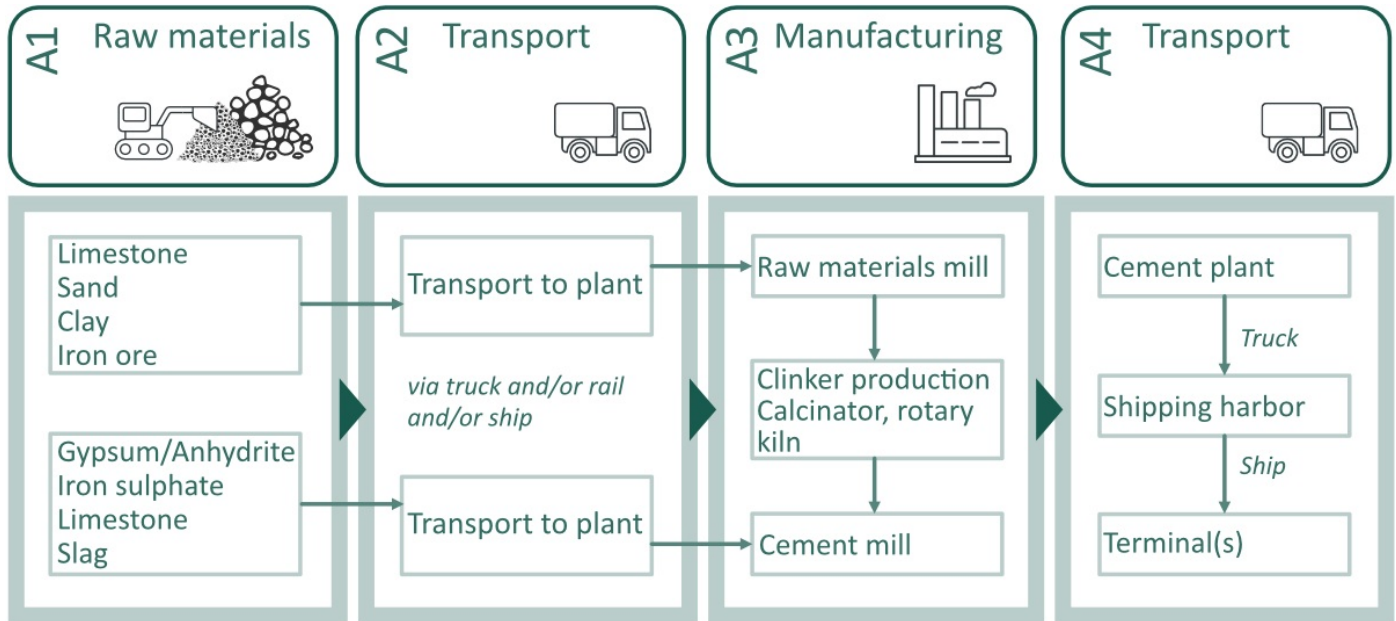 A1 Raw materials
A2 Transport
A3 Manufacturing
A4 Transport
Limestone
Sand
Clay
Iron ore
Gypsum/Anhydrite
Iron sulphate
Limestone
Slag
Transport to plant
via truck and/or rail
and/or ship
Transport to plant
Raw materials mill
Clinker production
Calcinator, rotary
kiln
Cement mill
Cement plant
Truck
Shipping harbor
Ship
Terminal(s)